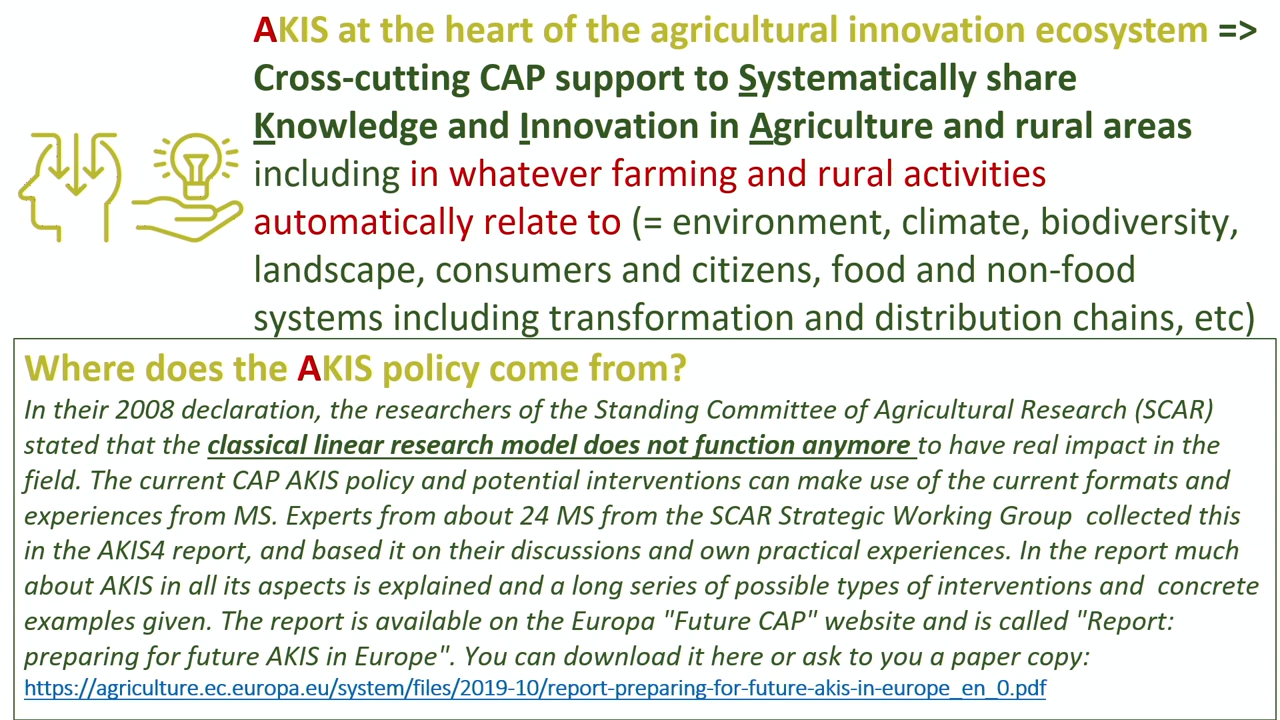 AKIS at the heart of the agricultural innovation ecosystem =>
Cross-cutting CAP support to Systematically share
Knowledge and Innovation in Agriculture and rural areas
including in whatever farming and rural activities
automatically relate to (= environment, climate, biodiversity,
landscape, consumers and citizens, food and non-food
systems including transformation and distribution chains, etc)
Where does the AKIS policy come from?
In their 2008 declaration, the researchers of the Standing Committee of Agricultural Research (SCAR)
stated that the classical linear research model does not function anymore to have real impact in the
field. The current CAP AKIS policy and potential interventions can make use of the current formats and
experiences from MS. Experts from about 24 MS from the SCAR Strategic Working Group collected this
in the AKIS4 report, and based it on their discussions and own practical experiences. In the report much
about AKIS in all its aspects is explained and a long series of possible types of interventions and concrete
examples given. The report is available on the Europa "Future CAP" website and is called "Report:
preparing for future AKIS in Europe". You can download it here or ask to you a paper copy:
https://agriculture.ec.europa.eu/system/files/2019-10/report-preparing-for-future-akis-in-europe_en_0.pdf